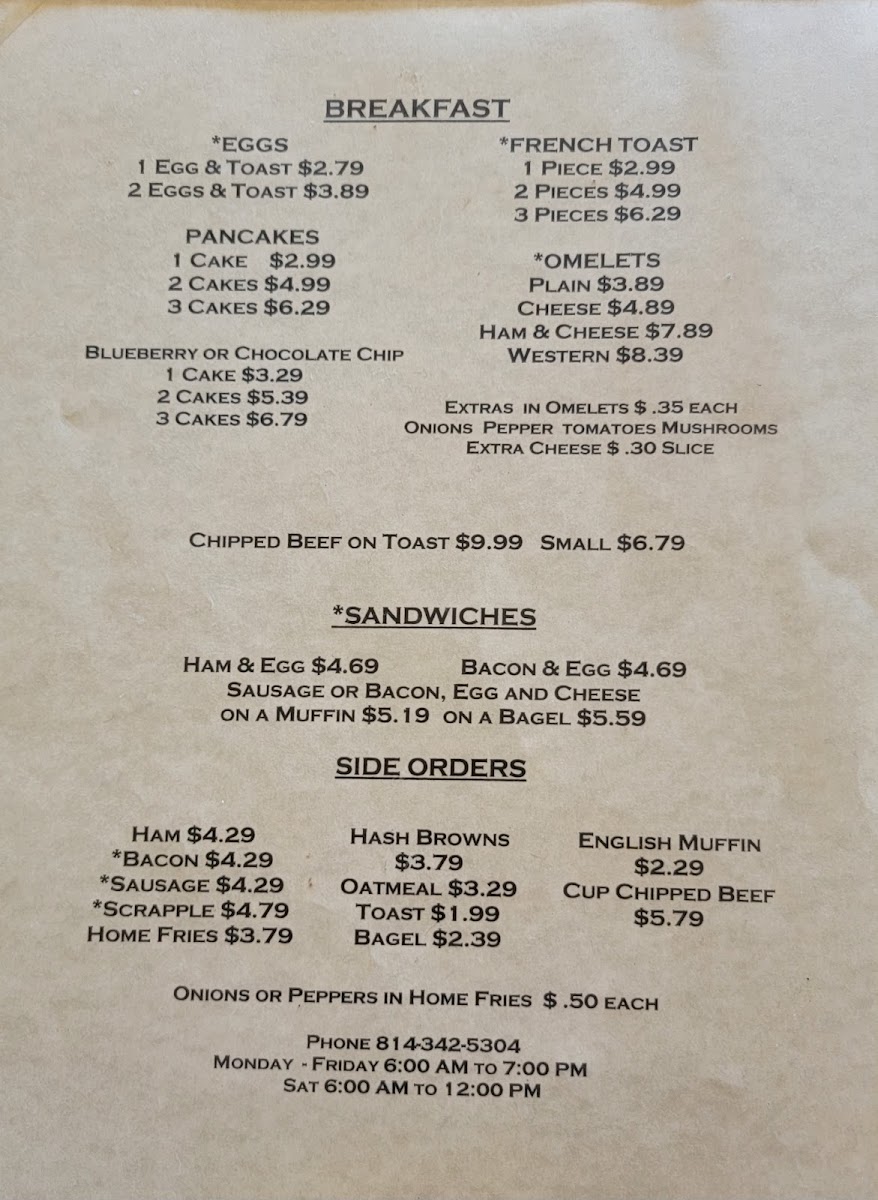 BREAKFAST
*EGGS
1 EGG & TOAST $2.79
2 EGGS & TOAST $3.89
PANCAKES
1 CAKE $2.99
2 CAKES $4.99
3 CAKES $6.29
BLUEBERRY OR CHOCOLATE CHIP
1 CAKE $3.29
2 CAKES $5.39
3 CAKES $6.79
*FRENCH TOAST
1 PIECE $2.99
2 PIECES $4.99
3 PIECES $6.29
*OMELETS
PLAIN $3.89
CHEESE $4.89
HAM & CHEESE $7.89
WESTERN $8.39
EXTRAS IN OMELETS $ .35 EACH
ONIONS PEPPER TOMATOES MUSHROOMS
EXTRA CHEESE $ .30 SLICE
CHIPPED BEEF ON TOAST $9.99 SMALL $6.79
*SANDWICHES
HAM & EGG $4.69 BACON & EGG $4.69
SAUSAGE OR BACON, EGG AND CHEESE
ON A MUFFIN $5.19 ON A BAGEL $5.59
SIDE ORDERS
HAM $4.29
*BACON $4.29
*SAUSAGE $4.29
*SCRAPPLE $4.79
HOME FRIES $3.79
HASH BROWNS
$3.79
OATMEAL $3.29
TOAST $1.99
BAGEL $2.39
ENGLISH MUFFIN
$2.29
CUP CHIPPED BEEF
$5.79
ONIONS OR PEPPERS IN HOME FRIES $ .50 EACH
PHONE 814-342-5304
MONDAY - FRIDAY 6:00 AM TO 7:00 PM
SAT 6:00 AM TO 12:00 PM